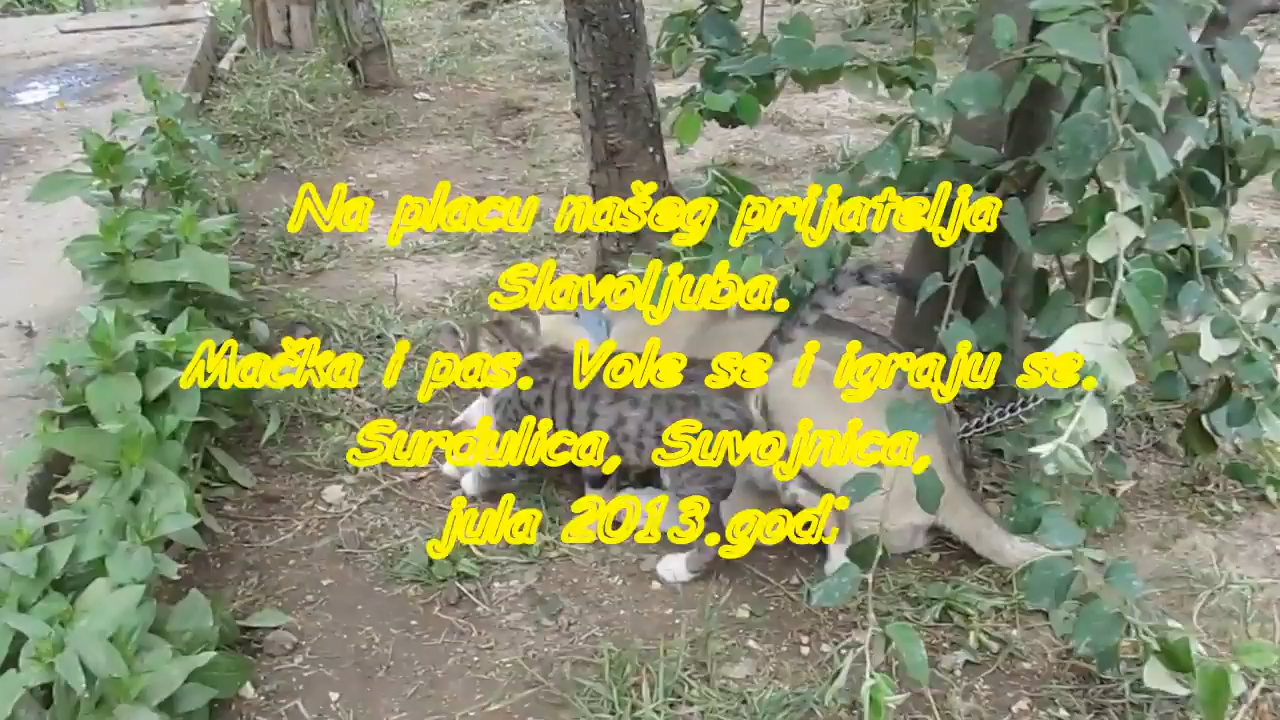 Na placu našeg prijatelja
Slavoljuba.
Mačka i pas. Vole se i igraju se.
Surdulica, Suvojnica,
jula 2013.god: